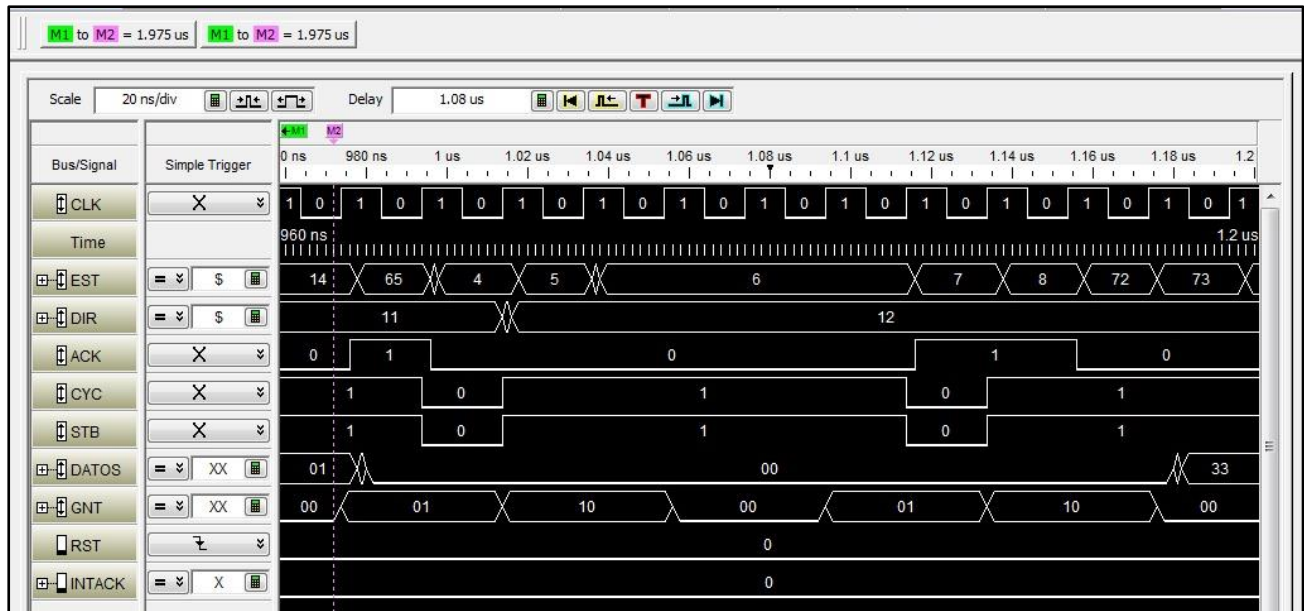 M1 to M2 = 1.975 us M1 to M2 = 1.975 us
Scale 20 ns/div Delay 1.08 us T
M1 M2
Bus/Signal Simple Trigger 0 ns 980 ns 1 us 1.02 us 1.04 us 1.06 us 1.08 us 1.1 us 1.12 us 1.14 us 1.16 us 1.18 us 1.2
CLK X 1 0 1 0 1 0 1 0 1 0 1 0 1 0 1 0 1 0 1 0 1 0 1 0 1
Time 960 ns 1.2 us
EST = $ 14 65 4 5 6 7 8 72 73
DIR = $ 11 12
ACK X 0 1 0 1 0
CYC X 1 0 1 0 1
STB X 1 0 1 0 1
DATOS = XX 01 00 33
GNT = XX 00 01 10 00 01 10 00
RST 0
INTACK = X 0